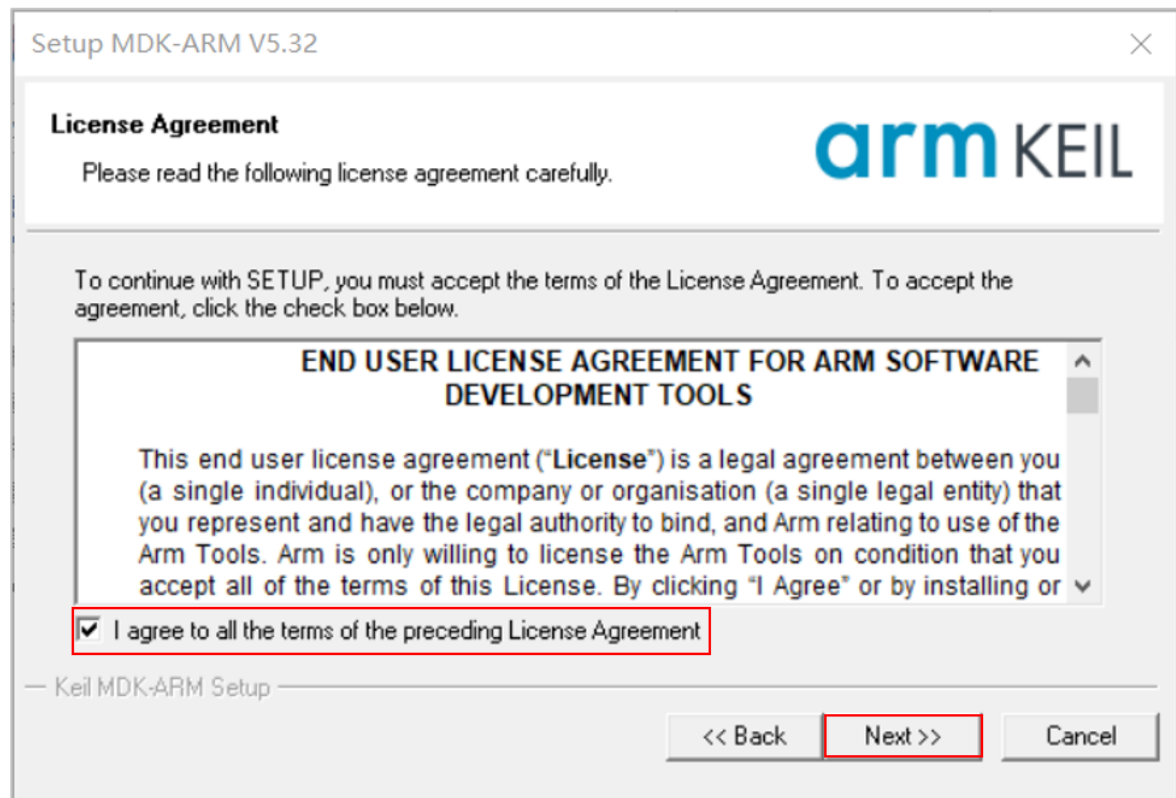 Setup MDK-ARM V5.32
License Agreement
Please read the following license agreement carefully.
arm KEIL
To continue with SETUP, you must accept the terms of the License Agreement. To accept the
agreement, click the check box below.
END USER LICENSE AGREEMENT FOR ARM SOFTWARE
DEVELOPMENT TOOLS
This end user license agreement (“License”) is a legal agreement between you
(a single individual), or the company or organisation (a single legal entity) that
you represent and have the legal authority to bind, and Arm relating to use of the
Arm Tools. Arm is only willing to license the Arm Tools on condition that you
accept all of the terms of this License. By clicking “I Agree” or by installing or
I agree to all the terms of the preceding License Agreement
Keil MDK-ARM Setup
<< Back
Next >>
Cancel